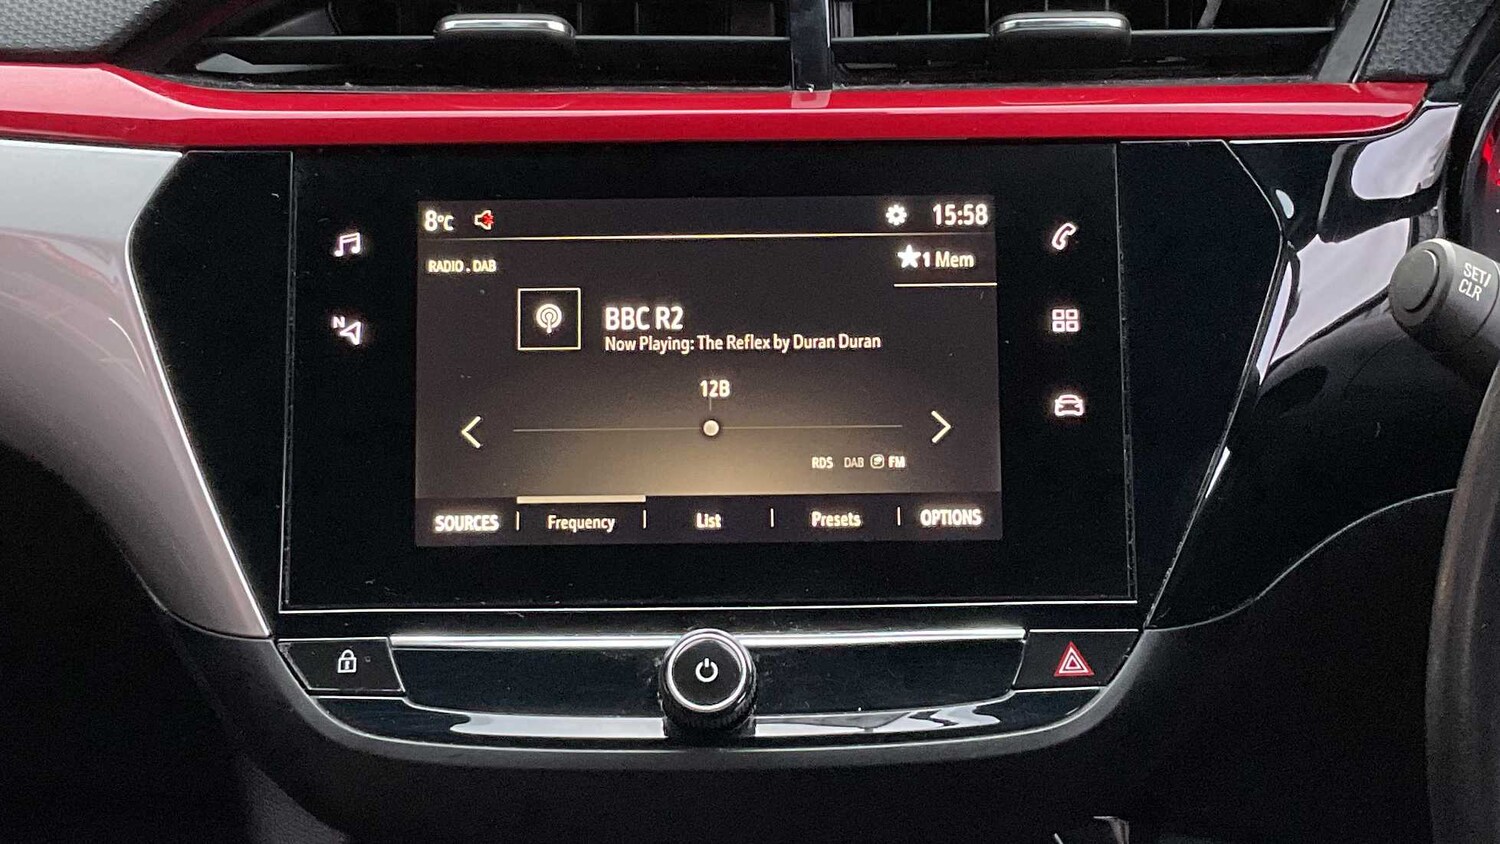 8°C
15:58
RADIO . DAB
1 Mem
BBC R2
Now Playing: The Reflex by Duran Duran
12B
RDS DAB FM
SOURCES Frequency List Presets OPTIONS
N
SET/
CLR